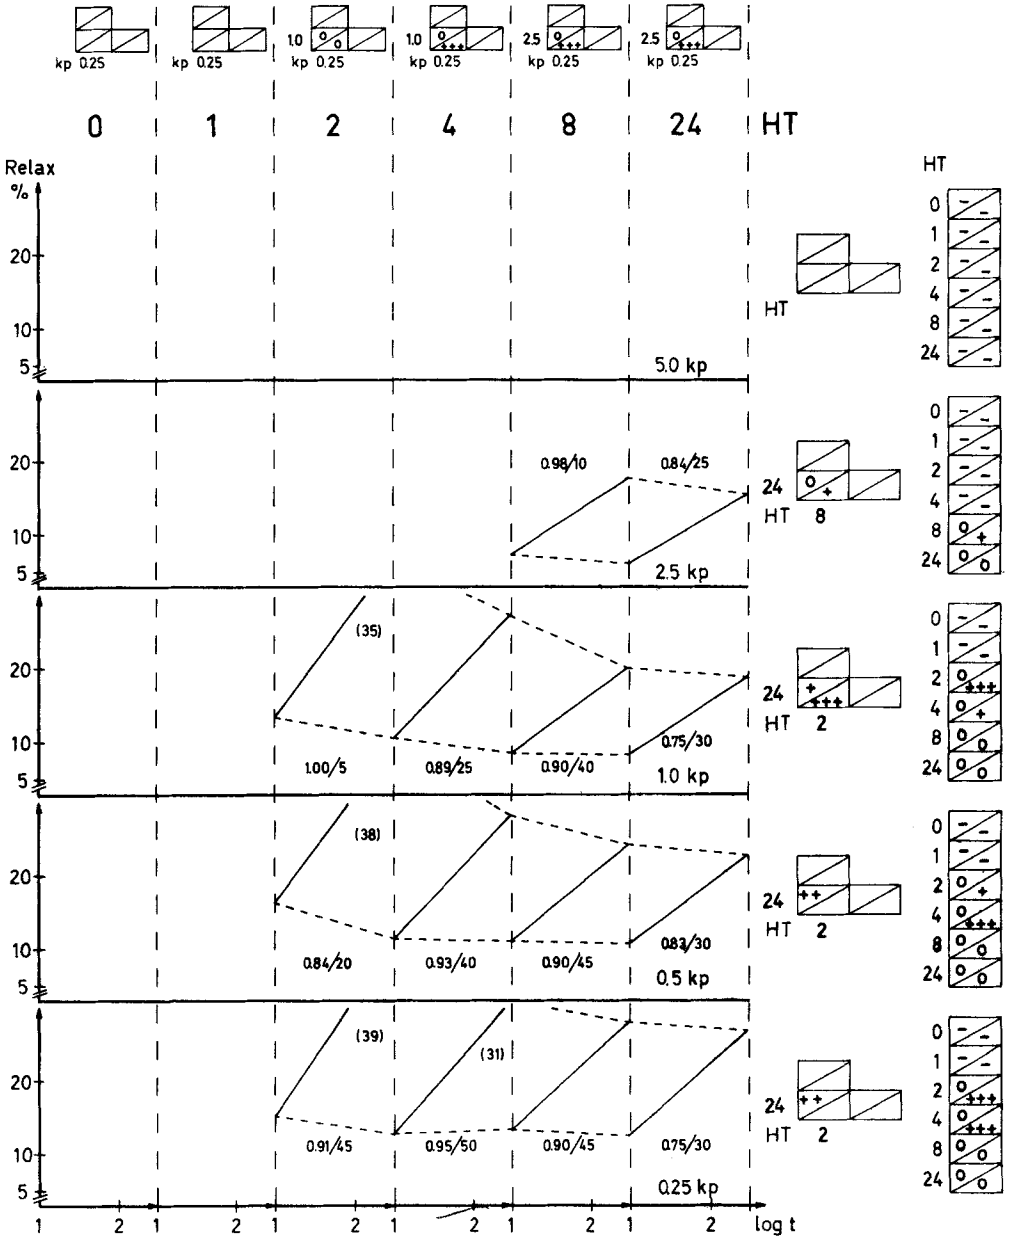 1.0 O O
1.0 O +++
2.5 O +++
2.5 O +++
kp 0.25 kp 0.25 kp 0.25 kp 0.25 kp 0.25 kp 0.25
0 1 2 4 8 24 HT
Relax
%
20
10
5
5.0 kp
HT
HT
0 - -
1 - -
2 - -
4 - -
8 - -
24 - -
20
10
5
0.98/10 0.84/25
2.5 kp
24 O +
HT 8
0 - -
1 - -
2 - -
4 - -
8 O +
24 O O
20
10
5
(35)
1.00/5 0.89/25 0.90/40 0.75/30
1.0 kp
24 + +++
HT 2
0 - -
1 - -
2 O +++
4 O +
8 O O
24 O O
20
10
5
(38)
0.84/20 0.93/40 0.90/45 0.83/30
0.5 kp
24 ++
HT 2
0 - -
1 - -
2 O +
4 O +++
8 O O
24 O O
20
10
5
(39) (31)
0.91/45 0.95/50 0.90/45 0.75/30
0.25 kp
24 ++
HT 2
0 - -
1 - -
2 O +++
4 O +++
8 O O
24 O O
1 2 1 2 1 2 1 2 1 2 1 2 log t